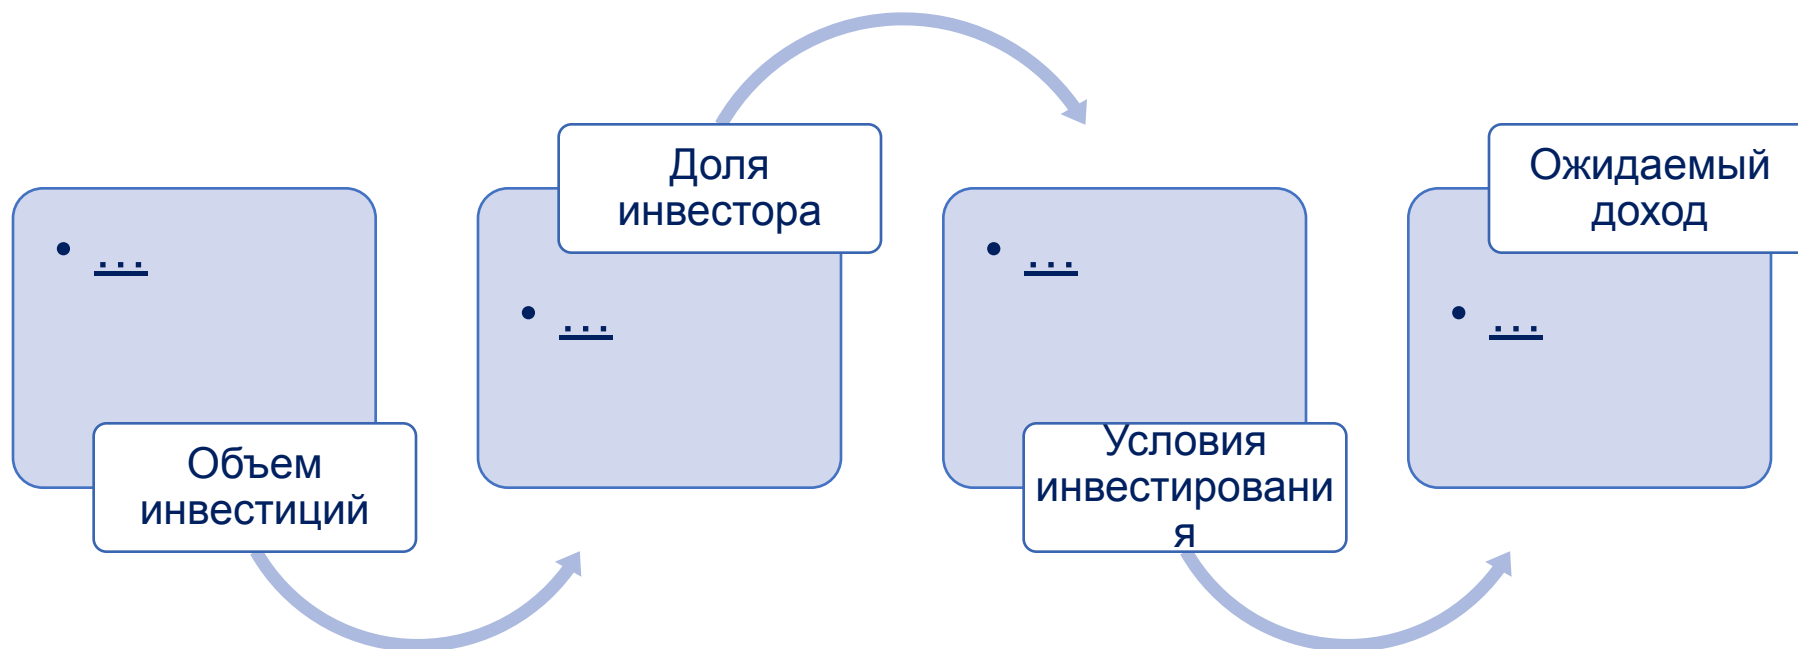 • ...
Объем
инвестиций
Доля
инвестора
• ...
• ...
Условия
инвестировани
я
Ожидаемый
доход
• ...